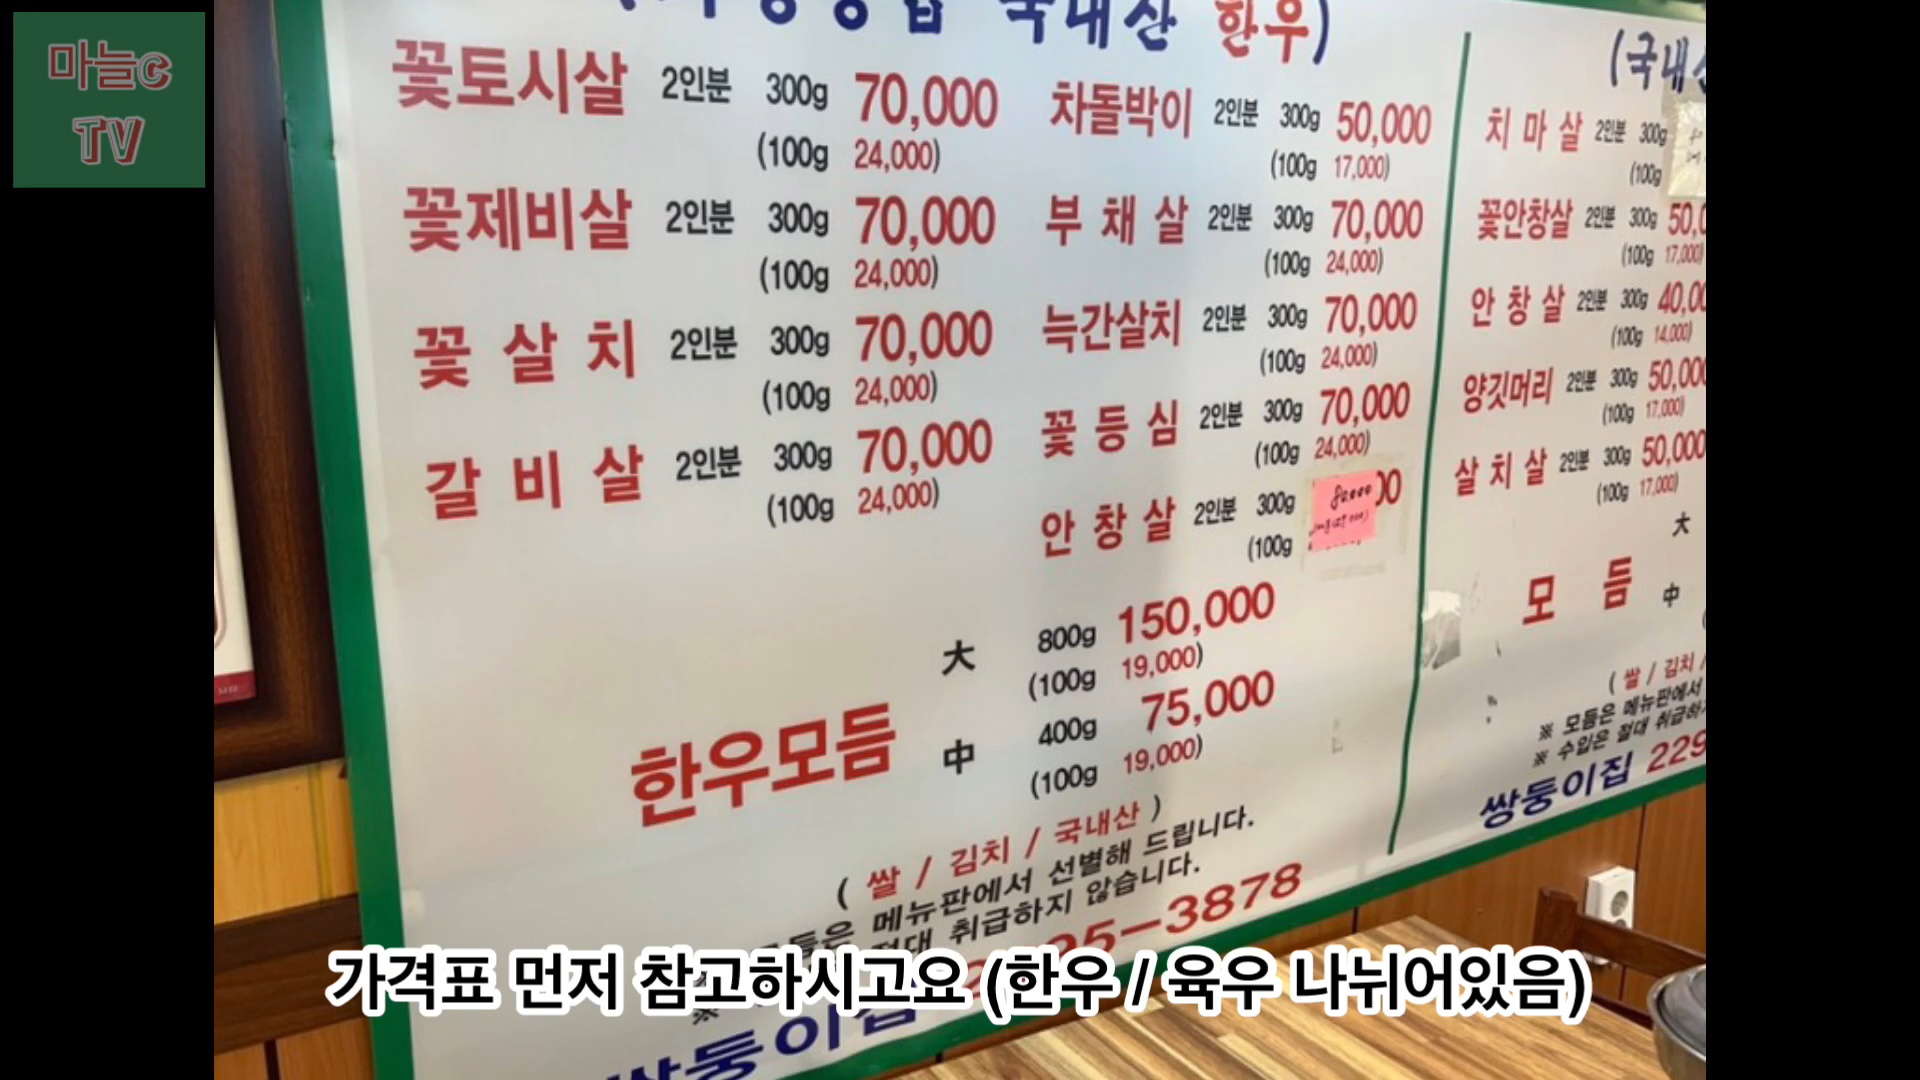 마늘c
TV
국내산 한우)
꽃토시살 2인분 300g 70,000
(100g 24,000)
꽃제비살 2인분 300g 70,000
(100g 24,000)
꽃살치 2인분 300g 70,000
(100g 24,000)
갈비살 2인분 300g 70,000
(100g 24,000)
차돌박이 2인분 300g 50,000
(100g 17,000)
부채살 2인분 300g 70,000
(100g 24,000)
늑간살치 2인분 300g 70,000
(100g 24,000)
꽃등심 2인분 300g 70,000
(100g 24,000)
안창살 2인분 300g 80,000
(100g
한우모듬
大 800g 150,000
(100g 19,000)
中 400g 75,000
(100g 19,000)
( 쌀 / 김치 / 국내산 )
메뉴판에서 선별해 드립니다.
취급하지 않습니다.
95-3878
쌍둥이집
(국내산
치마살 2인분 300g
(100g
꽃안창살 2인분 300g 50,0
(100g 17,000)
안창살 2인분 300g 40,00
(100g 14,000)
양깃머리 2인분 300g 50,000
(100g 17,000)
살치살 2인분 300g 50,000
(100g 17,000)
大
모듬 中
( 쌀 / 김치 /
※ 모듬은 메뉴판에서
※ 수입은 절대 취급하지
쌍둥이집 229
가격표 먼저 참고하시고요 (한우 / 육우 나뉘어있음)